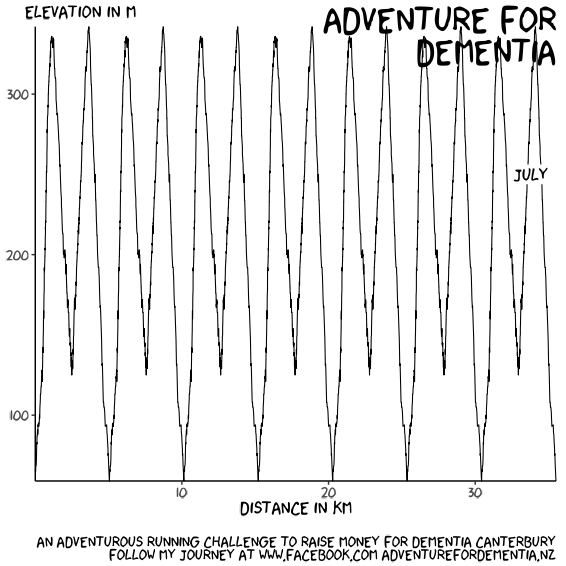 ELEVATION IN M
ADVENTURE FOR
DEMENTIA
300
JULY
200
100
10
20
30
DISTANCE IN KM
AN ADVENTUROUS RUNNING CHALLENGE TO RAISE MONEY FOR DEMENTIA CANTERBURY
FOLLOW MY JOURNEY AT WWW.FACEBOOK.COM ADVENTUREFORDEMENTIA.NZ